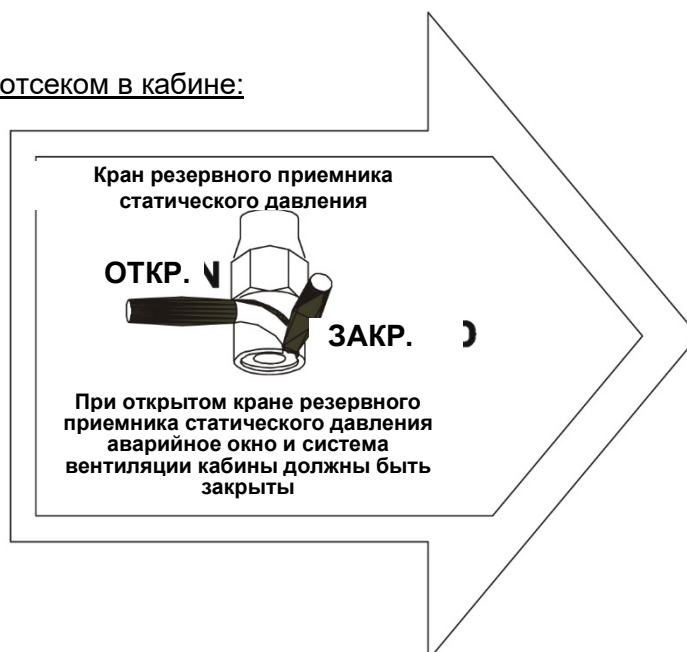 отсеком в кабине:
Кран резервного приемника
статического давления
ОТКР. N
ЗАКР.
При открытом кране резервного
приемника статического давления
аварийное окно и система
вентиляции кабины должны быть
закрыты